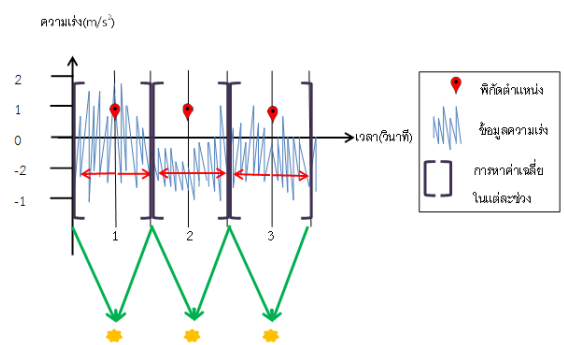 ความเร่ง(m/s²)
2
1
0
-2
-1
เวลา(วินาที)
1 2 3
พิกัดตำแหน่ง
ข้อมูลความเร่ง
การหาค่าเฉลี่ย
ในแต่ละช่วง